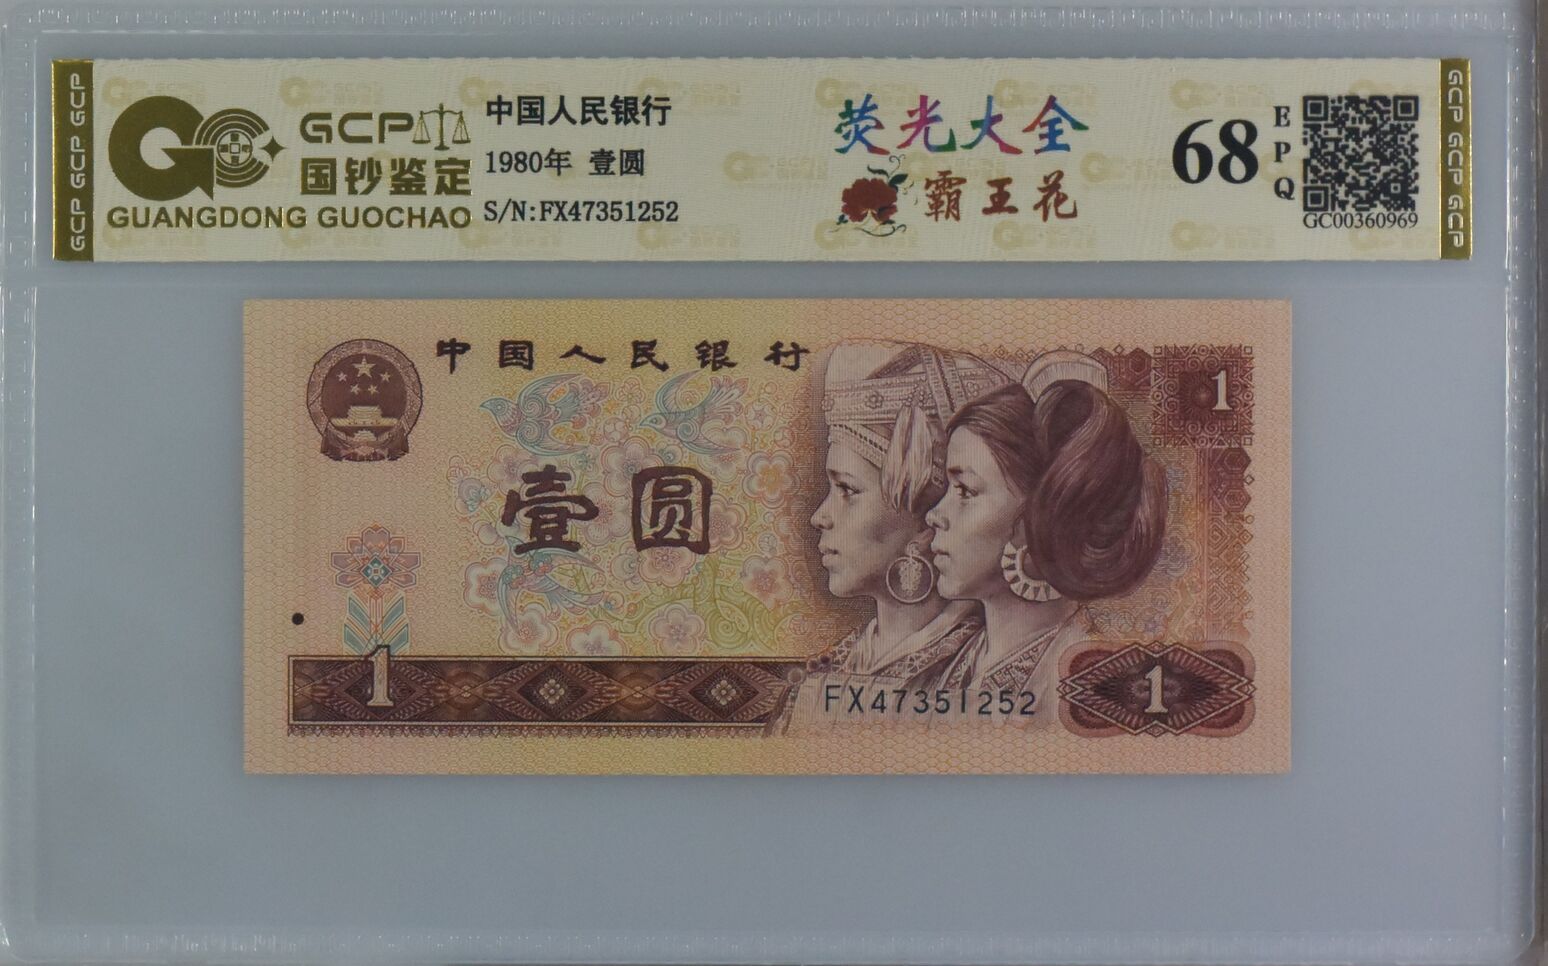 GCP GCP GCP
GCP
国钞鉴定
GUANGDONG GUOCHAO
中国人民银行
1980年 壹圆
S/N:FX47351252
荧光大全
霸王花
68
EPQ
GC00360969
GCP GCP GCP
中国人民银行
1
壹圆
1
FX47351252
1